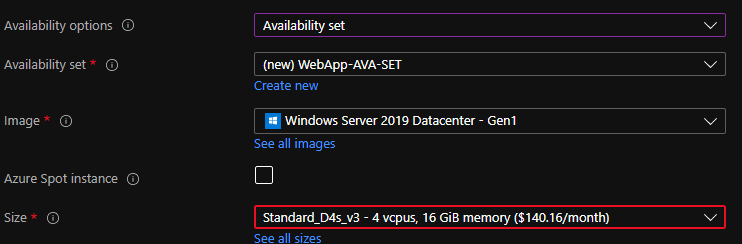 Availability options
Availability set
Availability set *
(new) WebApp-AVA-SET
Create new
Image *
Windows Server 2019 Datacenter - Gen1
See all images
Azure Spot instance
Size *
Standard_D4s_v3 - 4 vcpus, 16 GiB memory ($140.16/month)
See all sizes